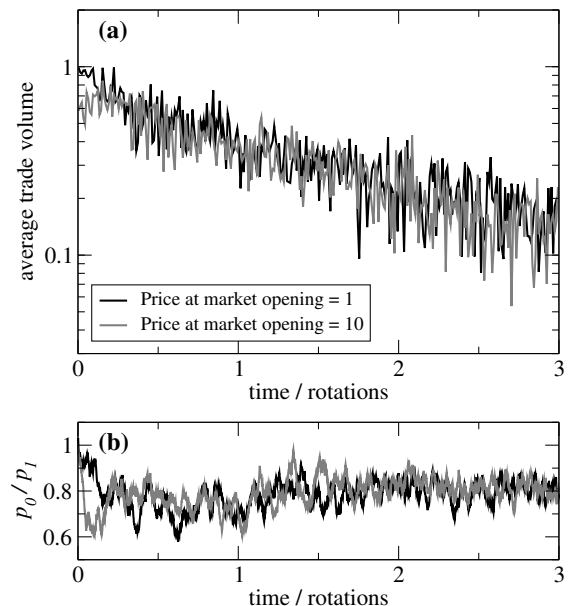 (a)
1
0.1
average trade volume
Price at market opening = 1
Price at market opening = 10
0 1 2 3
time / rotations
(b)
1
0.8
0.6
p0/p1
0 1 2 3
time / rotations